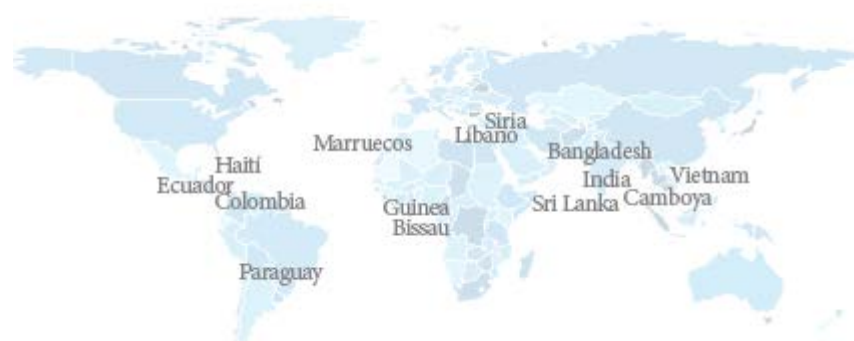 Siria
Líbano
Marruecos
Bangladesh
Haití
Vietnam
India
Ecuador
Camboya
Colombia
Sri Lanka
Guinea
Bissau
Paraguay